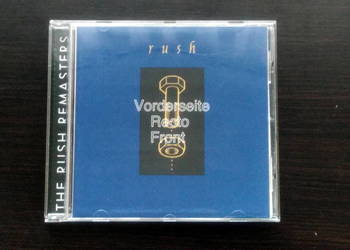 THE RUSH REMASTERS
rush
Vorderseite
Recto
Front